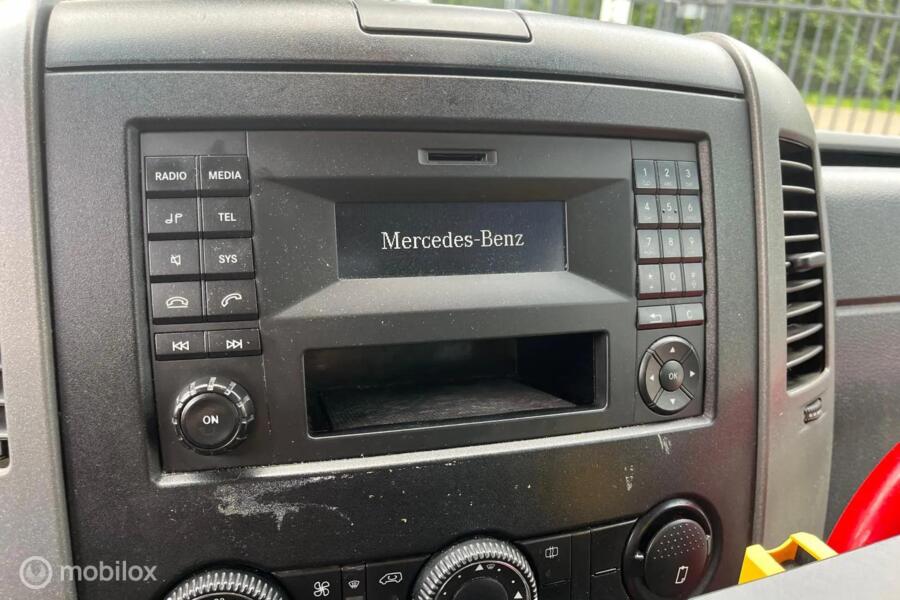 RADIO MEDIA
TEL
SYS
ON
Mercedes-Benz
1 2 3
4 5 6
7 8 9
* 0 #
C
OK
mobilox